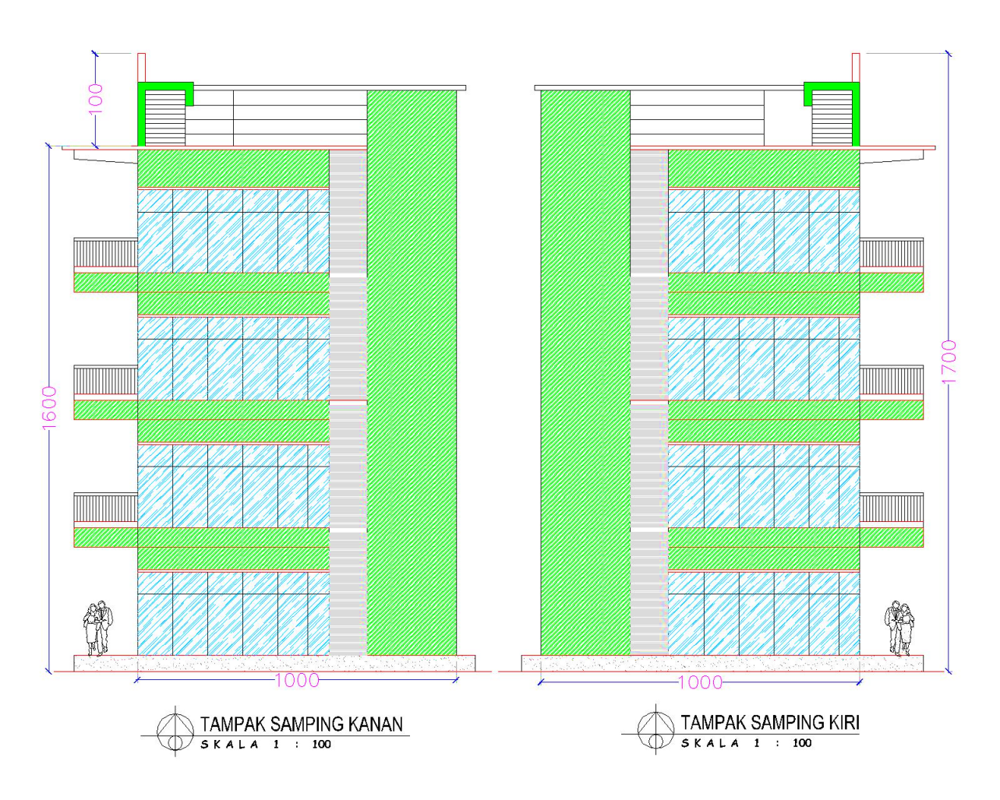 100
1600
1700
1000
1000
TAMPAK SAMPING KANAN
SKALA 1 : 100
TAMPAK SAMPING KIRI
SKALA 1 : 100